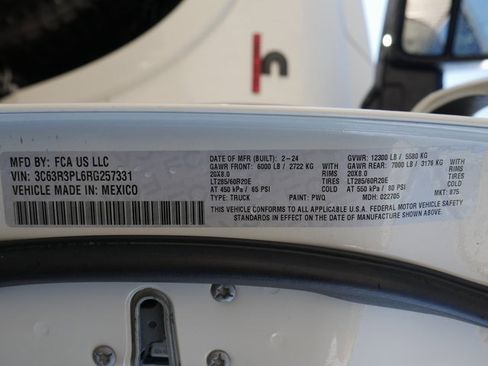 MFD BY: FCA US LLC
VIN: 3C63R3PL6RG257331
VEHICLE MADE IN: MEXICO
DATE OF MFR (BUILT): 2-24 GVWR: 12300 LB / 5580 KG
GAWR FRONT: 6000 LB / 2722 KG WITH GAWR REAR: 7000 LB / 3176 KG WITH
20X8.0 RIMS 20X8.0 RIMS
LT285/60R20E TIRES LT285/60R20E TIRES
AT 450 kPa / 65 PSI COLD AT 550 kPa / 80 PSI COLD
TYPE: TRUCK PAINT: PWQ MDH: 022705 MKT: 875
THIS VEHICLE CONFORMS TO ALL APPLICABLE U.S.A. FEDERAL MOTOR VEHICLE SAFETY
STANDARDS IN EFFECT ON THE DATE OF MANUFACTURE SHOWN ABOVE.